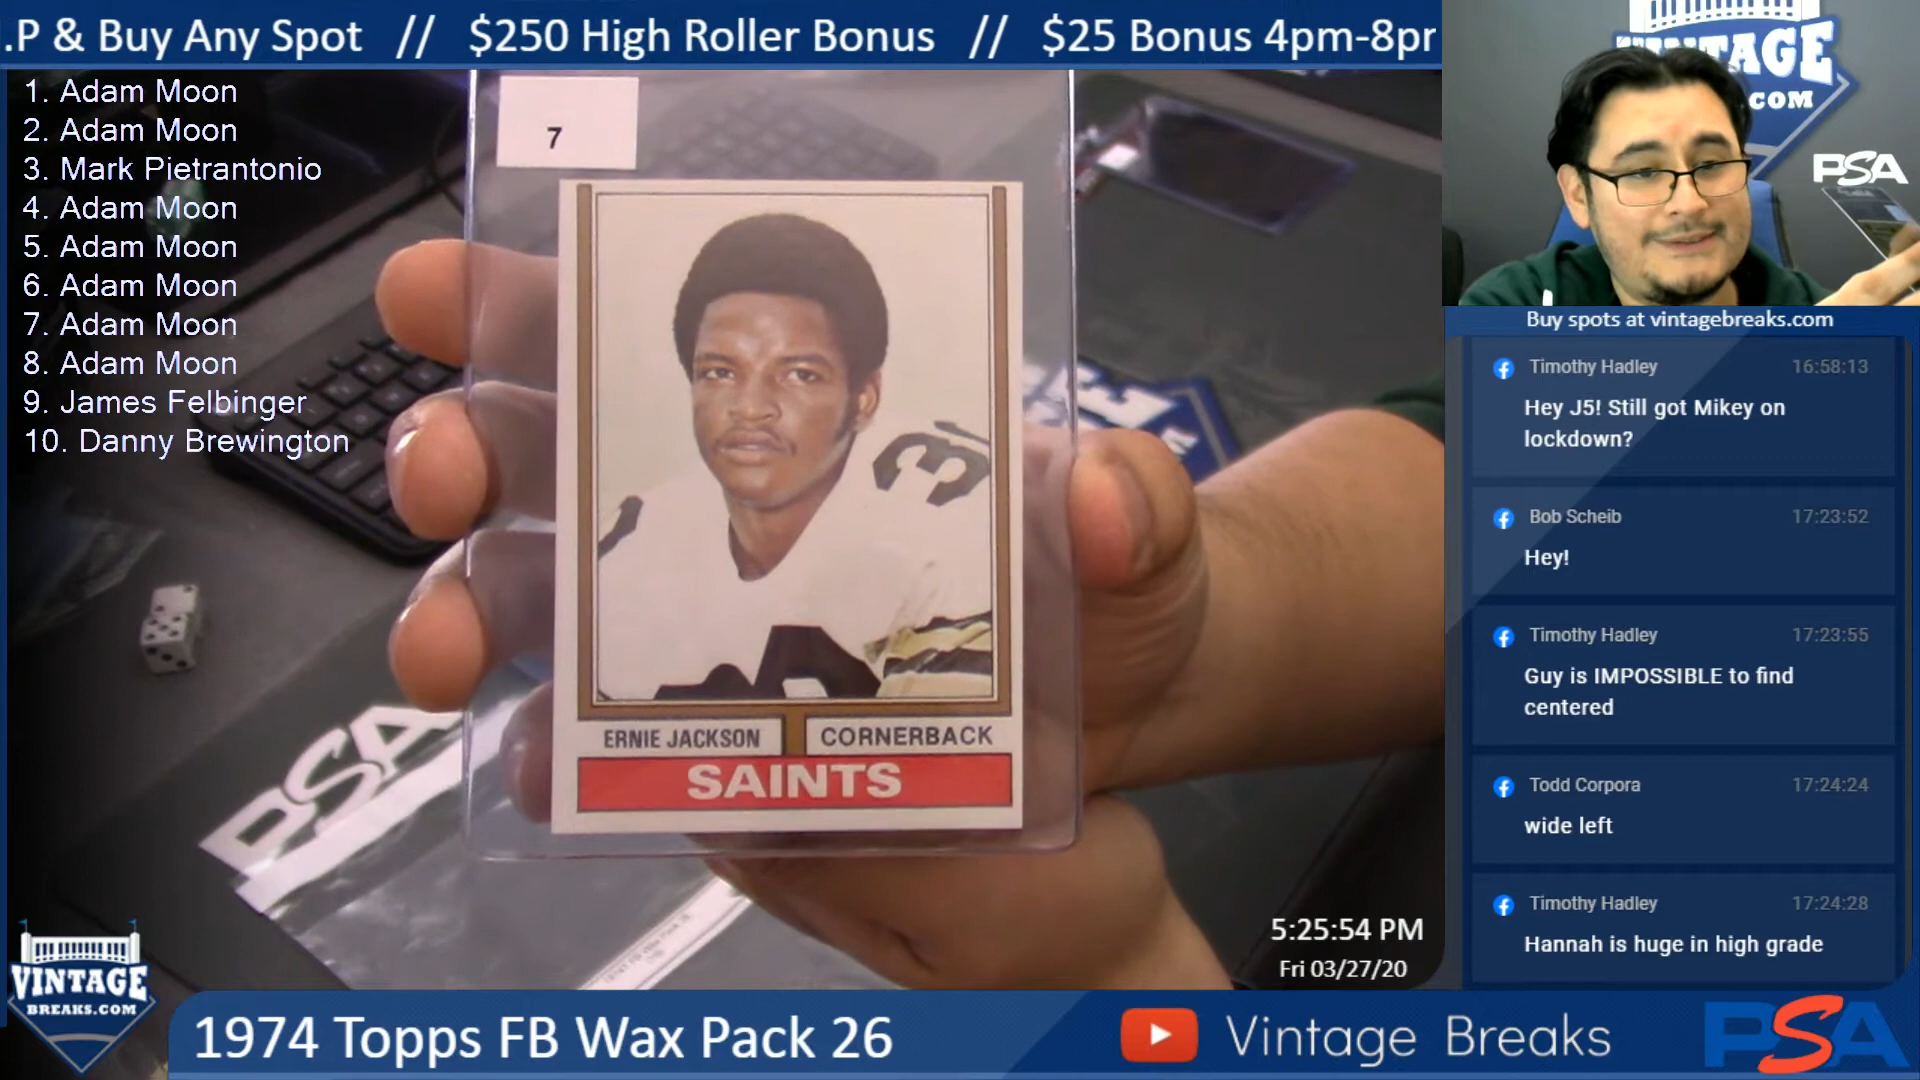 .P & Buy Any Spot // $250 High Roller Bonus // $25 Bonus 4pm-8pr
1. Adam Moon
2. Adam Moon
3. Mark Pietrantonio
4. Adam Moon
5. Adam Moon
6. Adam Moon
7. Adam Moon
8. Adam Moon
9. James Felbinger
10. Danny Brewington
7
31
ERNIE JACKSON
CORNERBACK
SAINTS
PSA
VINTAGE
.COM
PSA
Buy spots at vintagebreaks.com
Timothy Hadley 16:58:13
Hey J5! Still got Mikey on
lockdown?
Bob Scheib 17:23:52
Hey!
Timothy Hadley 17:23:55
Guy is IMPOSSIBLE to find
centered
Todd Corpora 17:24:24
wide left
Timothy Hadley 17:24:28
Hannah is huge in high grade
5:25:54 PM
Fri 03/27/20
VINTAGE
BREAKS.COM
1974 Topps FB Wax Pack 26
Vintage Breaks
PSA